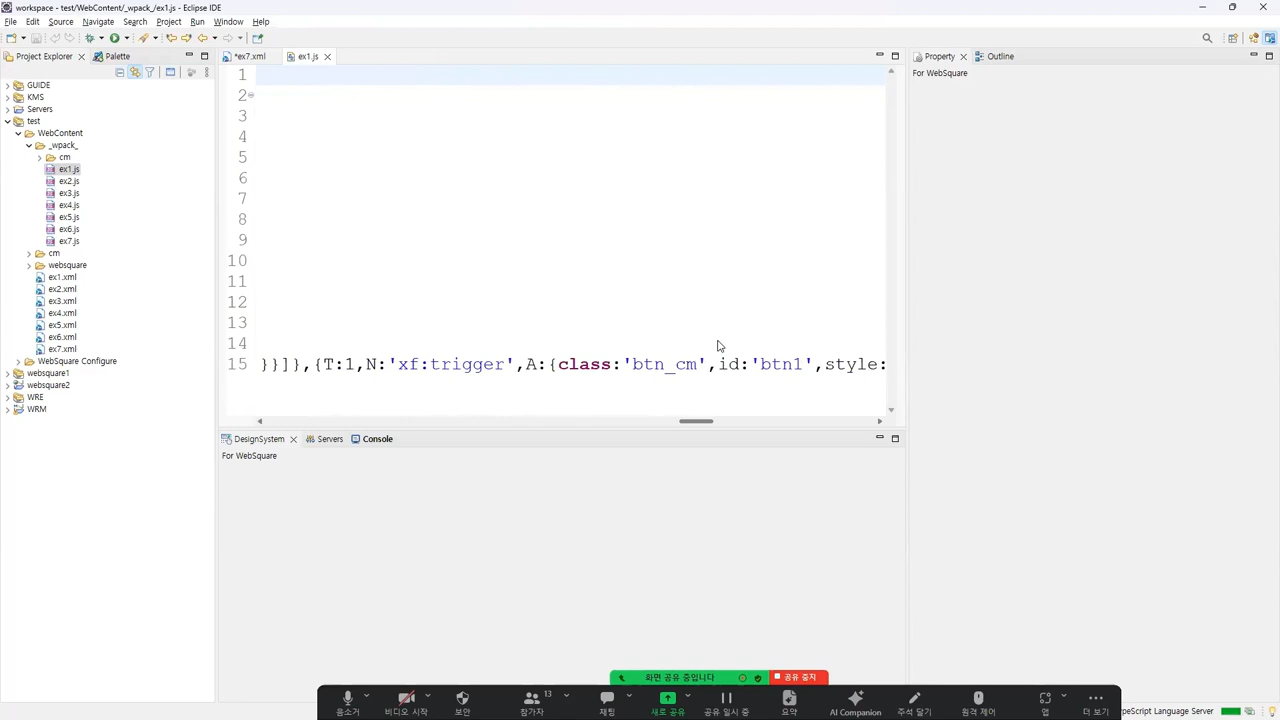 workspace - test/WebContent/_wpack_/ex1.js - Eclipse IDE
File Edit Source Navigate Search Project Run Window Help
Project Explorer Palette
*ex7.xml ex1.js
Property Outline
For WebSquare
GUIDE
KMS
Servers
test
WebContent
_wpack_
cm
ex1.js
ex2.js
ex3.js
ex4.js
ex5.js
ex6.js
ex7.js
cm
websquare
ex1.xml
ex2.xml
ex3.xml
ex4.xml
ex5.xml
ex6.xml
ex7.xml
WebSquare Configure
websquare1
websquare2
WRE
WRM
1
2
3
4
5
6
7
8
9
10
11
12
13
14
15 }}]},{T:1,N:'xf:trigger',A:{class:'btn_cm',id:'btn1',style:
DesignSystem Servers Console
For WebSquare
화면 공유 중입니다 공유 중지
13
음소거 비디오 시작 보안 참가자 채팅 새로 공유 공유 일시 중 요약 AI Companion 주석 달기 원격 제어 앱 더 보기
peScript Language Server